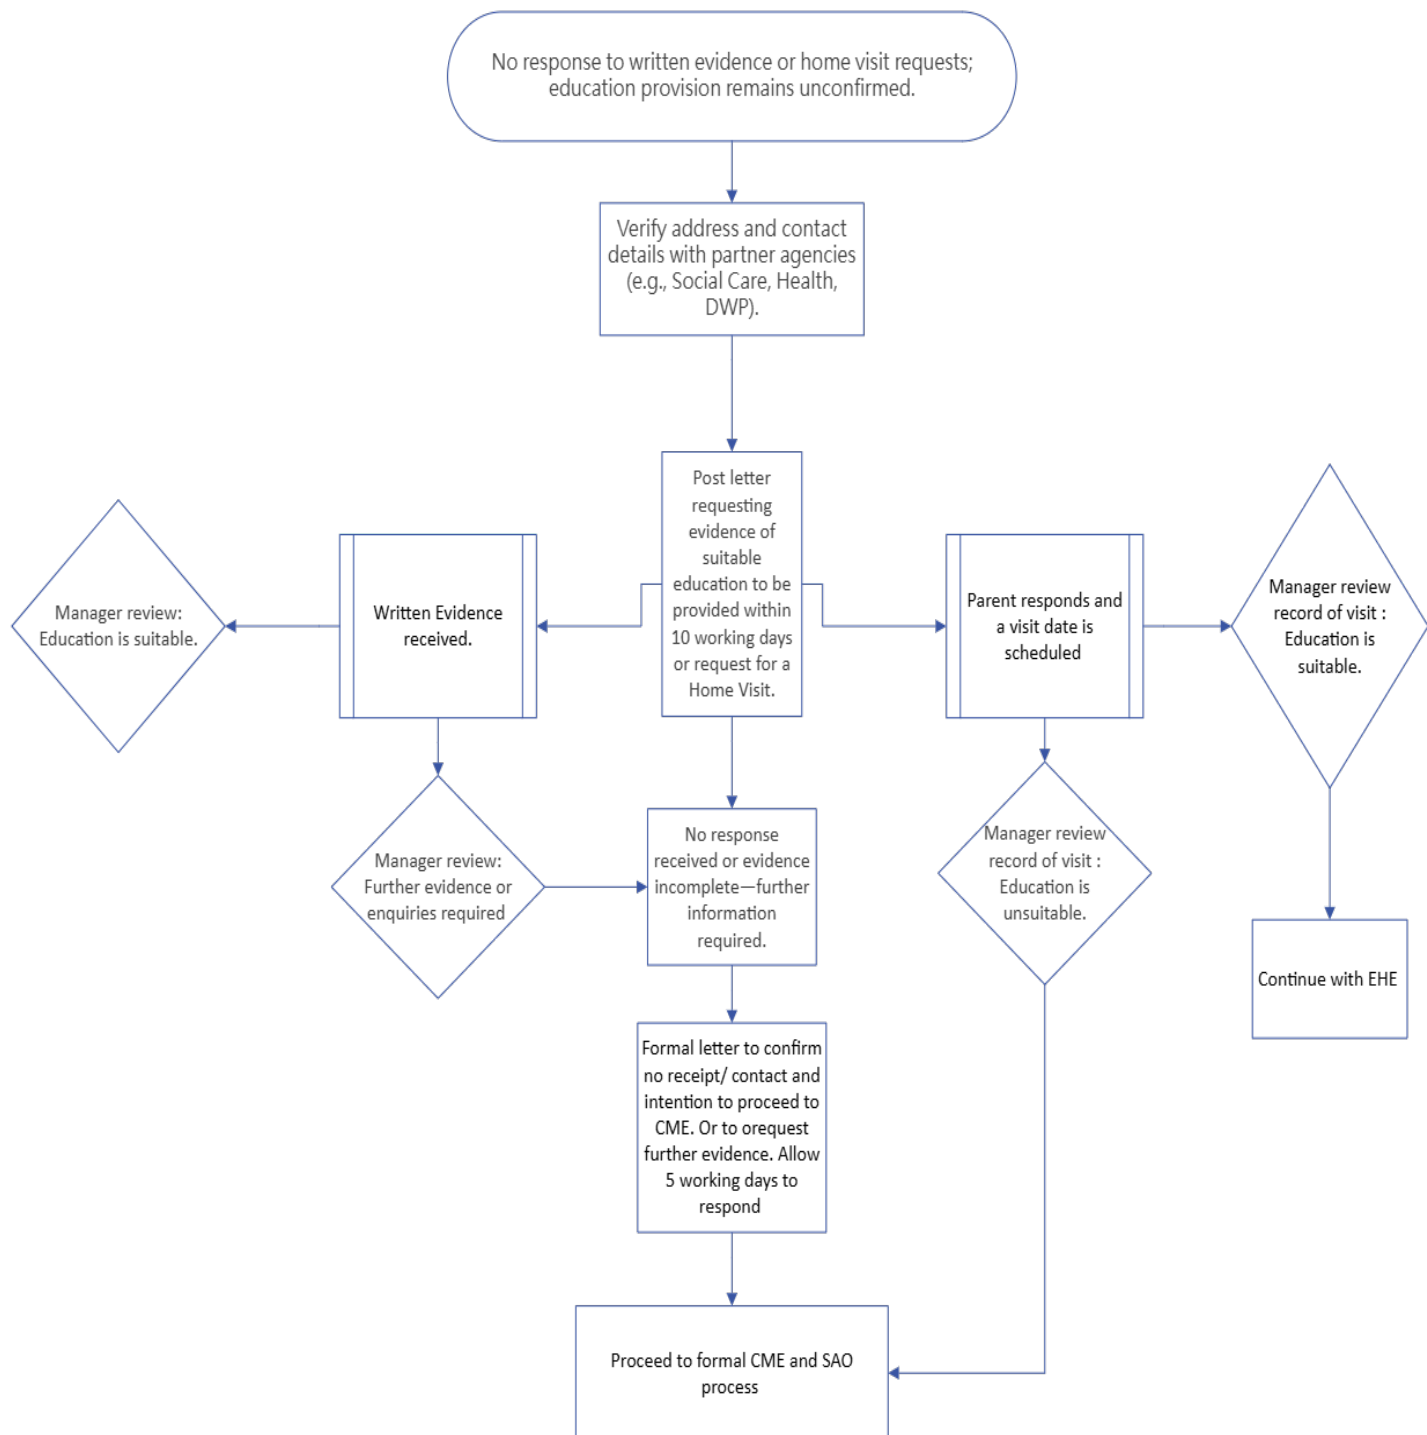 No response to written evidence or home visit requests;
education provision remains unconfirmed.
Verify address and contact
details with partner agencies
(e.g., Social Care, Health,
DWP).
Post letter
requesting
evidence of
suitable
education to be
provided within
10 working days
or request for a
Home Visit.
Manager review:
Education is suitable.
Written Evidence
received.
Parent responds and
a visit date is
scheduled
Manager review
record of visit :
Education is
suitable.
Manager review:
Further evidence or
enquiries required
No response
received or evidence
incomplete—further
information
required.
Manager review
record of visit :
Education is
unsuitable.
Continue with EHE
Formal letter to confirm
no receipt/ contact and
intention to proceed to
CME. Or to orequest
further evidence. Allow
5 working days to
respond
Proceed to formal CME and SAO
process